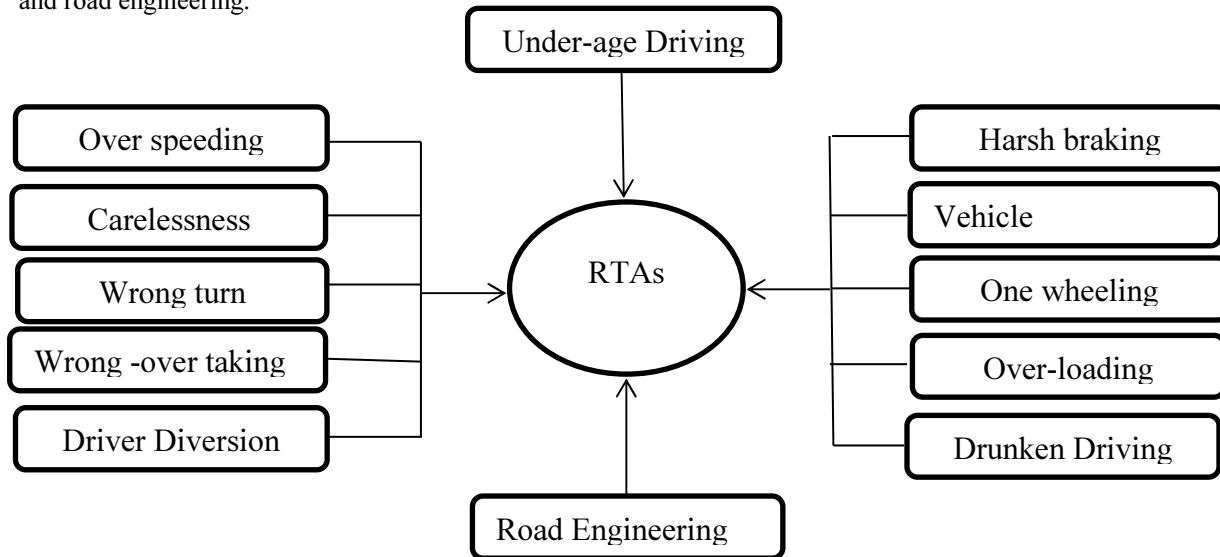 and road engineering.
Under-age Driving
Over speeding
Carelessness
Wrong turn
Wrong -over taking
Driver Diversion
RTAs
Harsh braking
Vehicle
One wheeling
Over-loading
Drunken Driving
Road Engineering